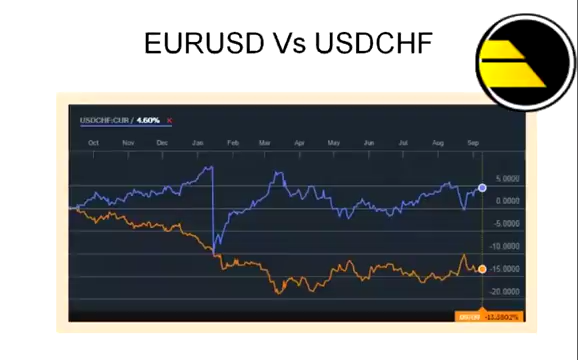 EURUSD Vs USDCHF
USDCHF:CUR / 4.60% ×
Oct Nov Dec Jan Feb Mar Apr May Jun Jul Aug Sep
5.0000
0.0000
-5.0000
-10.0000
-15.0000
-20.0000